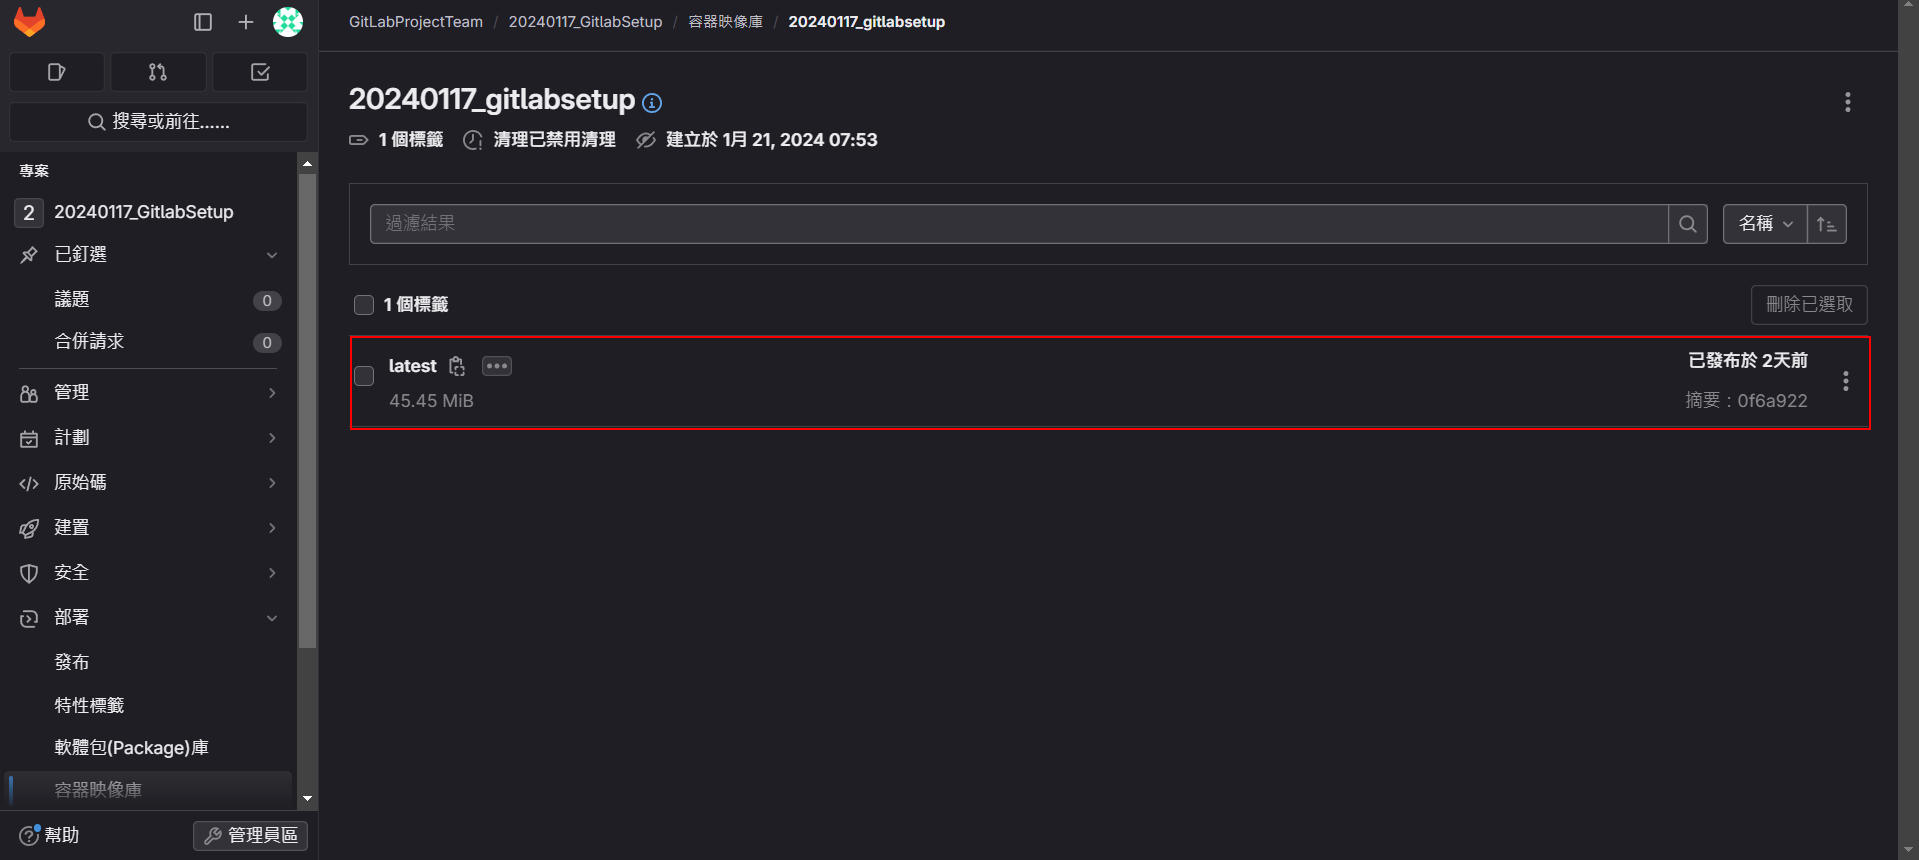 GitLabProjectTeam / 20240117_GitlabSetup / 容器映像庫 / 20240117_gitlabsetup
搜尋或前往......
專案
2 20240117_GitlabSetup
已釘選
議題 0
合併請求 0
管理
計劃
原始碼
建置
安全
部署
發布
特性標籤
軟體包(Package)庫
容器映像庫
幫助
管理員區
20240117_gitlabsetup
1 個標籤 清理已禁用清理 建立於 1月 21, 2024 07:53
過濾結果
名稱
1 個標籤
刪除已選取
latest
已發布於 2天前
45.45 MiB
摘要：0f6a922